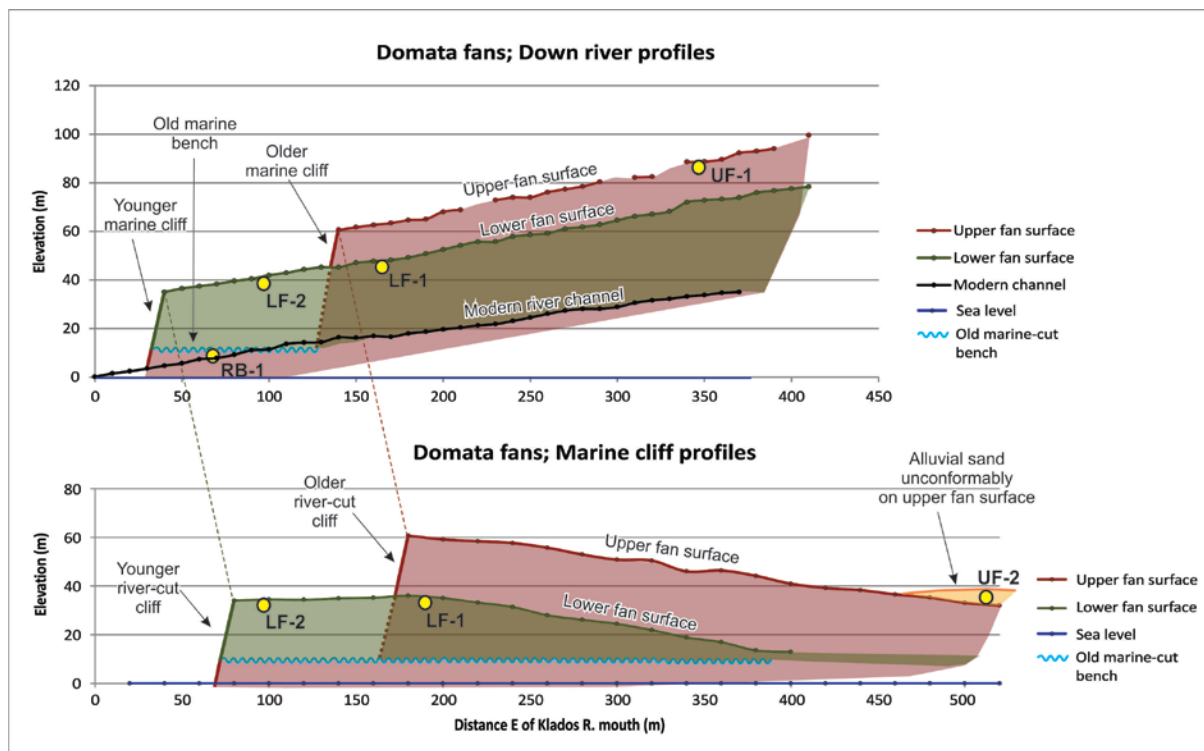 Domata fans; Down river profiles
120
100
80
60
40
20
0
Elevation (m)
0 50 100 150 200 250 300 350 400 450
Old marine
bench
Older
marine cliff
Younger
marine cliff
Upper fan surface
Lower fan surface
Modern river channel
UF-1
LF-1
LF-2
RB-1
Upper fan surface
Lower fan surface
Modern channel
Sea level
Old marine-cut
bench
Domata fans; Marine cliff profiles
80
60
40
20
0
Elevation (m)
0 50 100 150 200 250 300 350 400 450 500
Distance E of Klados R. mouth (m)
Older
river-cut
cliff
Younger
river-cut
cliff
Alluvial sand
unconformably
on upper fan surface
Upper fan surface
Lower fan surface
UF-2
LF-2
LF-1
Upper fan surface
Lower fan surface
Sea level
Old marine-cut
bench